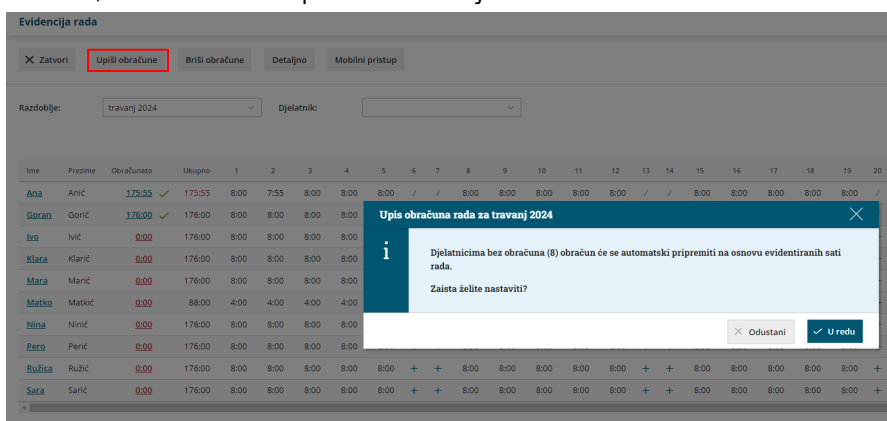 Evidencija rada
Zatvori Upiši obračune Briši obračune Detaljno Mobilni pristup
Razdoblje: travanj 2024 Djelatnik:
Ime Prezime Obračunato Ukupno 1 2 3 4 5 6 7 8 9 10 11 12 13 14 15 16 17 18 19 20
Ana Anić 175:55 175:55 8:00 7:55 8:00 8:00 8:00 / / 8:00 8:00 8:00 8:00 8:00 / / 8:00 8:00 8:00 8:00 8:00 /
Goran Gorić 176:00 176:00 8:00 8:00 8:00 8:00
Ivo Ivić 0:00 176:00 8:00 8:00 8:00 8:00
Klara Klarić 0:00 176:00 8:00 8:00 8:00 8:00
Mara Marić 0:00 176:00 8:00 8:00 8:00 8:00
Matko Matkić 0:00 88:00 4:00 4:00 4:00 4:00
Nina Ninić 0:00 176:00 8:00 8:00 8:00 8:00
Pero Perić 0:00 176:00 8:00 8:00 8:00 8:00
Ružica Ružić 0:00 176:00 8:00 8:00 8:00 8:00 8:00 + + 8:00 8:00 8:00 8:00 8:00 + + 8:00 8:00 8:00 8:00 8:00 +
Sara Sarić 0:00 176:00 8:00 8:00 8:00 8:00 8:00 + + 8:00 8:00 8:00 8:00 8:00 + + 8:00 8:00 8:00 8:00 8:00 +
Upis obračuna rada za travanj 2024
Djelatnicima bez obračuna (8) obračun će se automatski pripremiti na osnovu evidentiranih sati
rada.
Zaista želite nastaviti?
Odustani U redu